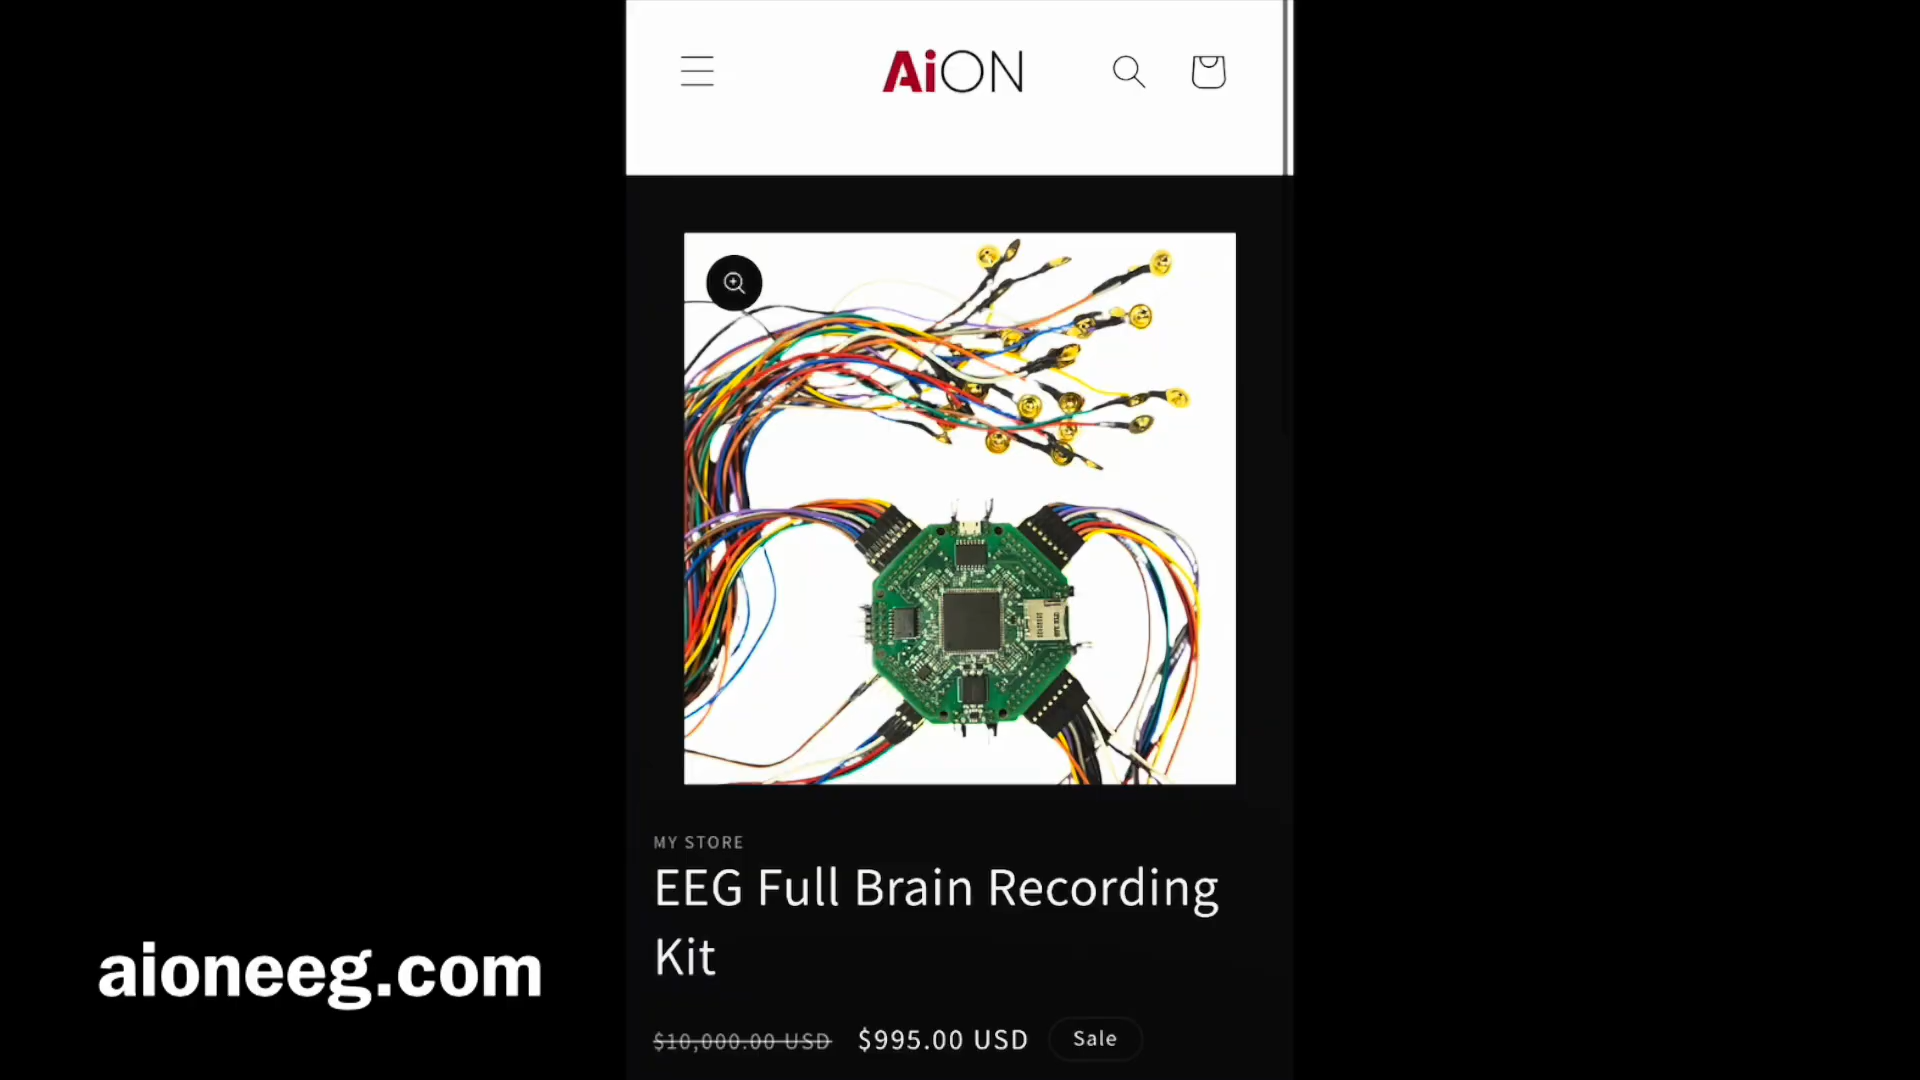 AiON
MY STORE
EEG Full Brain Recording
Kit
$10,000.00 USD $995.00 USD Sale
aioneeg.com